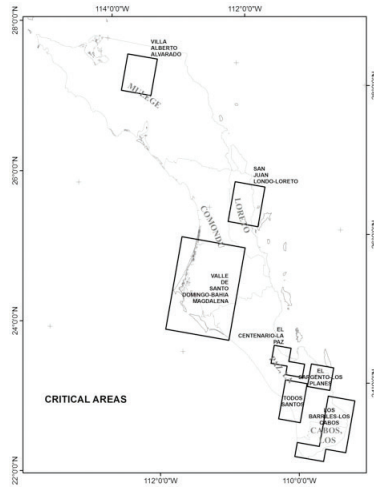 114°0'0"W
112°0'0"W
28°0'0"N
VILLA
ALBERTO
ALVARADO
MULEGE
26°0'0"N
SAN
JUAN
LONDO-LORETO
LORETO
COMONDU
VALLE
DE
SANTO
DOMINGO-BAHIA
MAGDALENA
24°0'0"N
EL
CENTENARIO-LA
PAZ
EL
SARGENTO-LOS
PLANES
TODOS
SANTOS
LOS
BARRILES-LOS
CABOS
CABOS,
LOS
CRITICAL AREAS
22°0'0"N
112°0'0"W
110°0'0"W